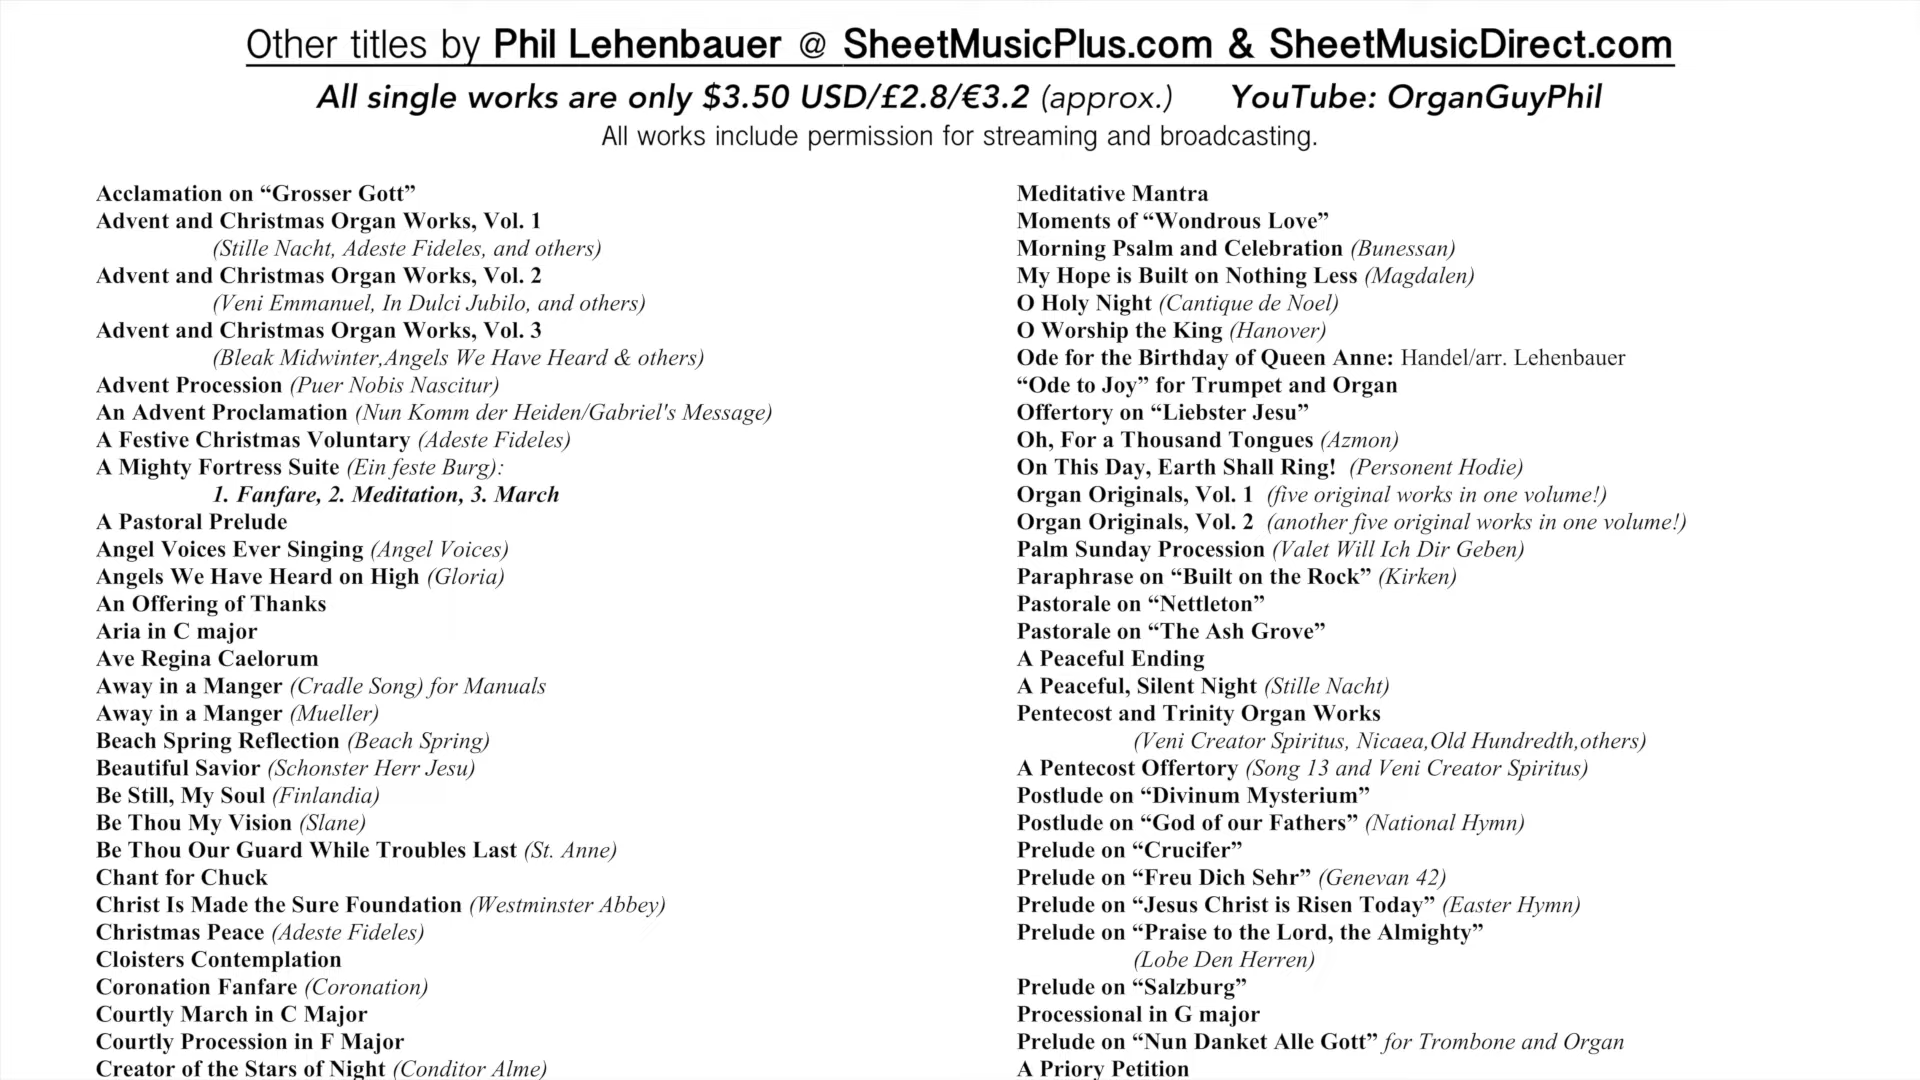 Other titles by Phil Lehenbauer @ SheetMusicPlus.com & SheetMusicDirect.com
All single works are only $3.50 USD/£2.8/€3.2 (approx.) YouTube: OrganGuyPhil
All works include permission for streaming and broadcasting.
Acclamation on “Grosser Gott”
Advent and Christmas Organ Works, Vol. 1
(Stille Nacht, Adeste Fideles, and others)
Advent and Christmas Organ Works, Vol. 2
(Veni Emmanuel, In Dulci Jubilo, and others)
Advent and Christmas Organ Works, Vol. 3
(Bleak Midwinter,Angels We Have Heard & others)
Advent Procession (Puer Nobis Nascitur)
An Advent Proclamation (Nun Komm der Heiden/Gabriel's Message)
A Festive Christmas Voluntary (Adeste Fideles)
A Mighty Fortress Suite (Ein feste Burg):
1. Fanfare, 2. Meditation, 3. March
A Pastoral Prelude
Angel Voices Ever Singing (Angel Voices)
Angels We Have Heard on High (Gloria)
An Offering of Thanks
Aria in C major
Ave Regina Caelorum
Away in a Manger (Cradle Song) for Manuals
Away in a Manger (Mueller)
Beach Spring Reflection (Beach Spring)
Beautiful Savior (Schonster Herr Jesu)
Be Still, My Soul (Finlandia)
Be Thou My Vision (Slane)
Be Thou Our Guard While Troubles Last (St. Anne)
Chant for Chuck
Christ Is Made the Sure Foundation (Westminster Abbey)
Christmas Peace (Adeste Fideles)
Cloisters Contemplation
Coronation Fanfare (Coronation)
Courtly March in C Major
Courtly Procession in F Major
Creator of the Stars of Night (Conditor Alme)
Meditative Mantra
Moments of “Wondrous Love”
Morning Psalm and Celebration (Bunessan)
My Hope is Built on Nothing Less (Magdalen)
O Holy Night (Cantique de Noel)
O Worship the King (Hanover)
Ode for the Birthday of Queen Anne: Handel/arr. Lehenbauer
“Ode to Joy” for Trumpet and Organ
Offertory on “Liebster Jesu”
Oh, For a Thousand Tongues (Azmon)
On This Day, Earth Shall Ring! (Personent Hodie)
Organ Originals, Vol. 1 (five original works in one volume!)
Organ Originals, Vol. 2 (another five original works in one volume!)
Palm Sunday Procession (Valet Will Ich Dir Geben)
Paraphrase on “Built on the Rock” (Kirken)
Pastorale on “Nettleton”
Pastorale on “The Ash Grove”
A Peaceful Ending
A Peaceful, Silent Night (Stille Nacht)
Pentecost and Trinity Organ Works
(Veni Creator Spiritus, Nicaea,Old Hundredth,others)
A Pentecost Offertory (Song 13 and Veni Creator Spiritus)
Postlude on “Divinum Mysterium”
Postlude on “God of our Fathers” (National Hymn)
Prelude on “Crucifer”
Prelude on “Freu Dich Sehr” (Genevan 42)
Prelude on “Jesus Christ is Risen Today” (Easter Hymn)
Prelude on “Praise to the Lord, the Almighty”
(Lobe Den Herren)
Prelude on “Salzburg”
Processional in G major
Prelude on “Nun Danket Alle Gott” for Trombone and Organ
A Priory Petition